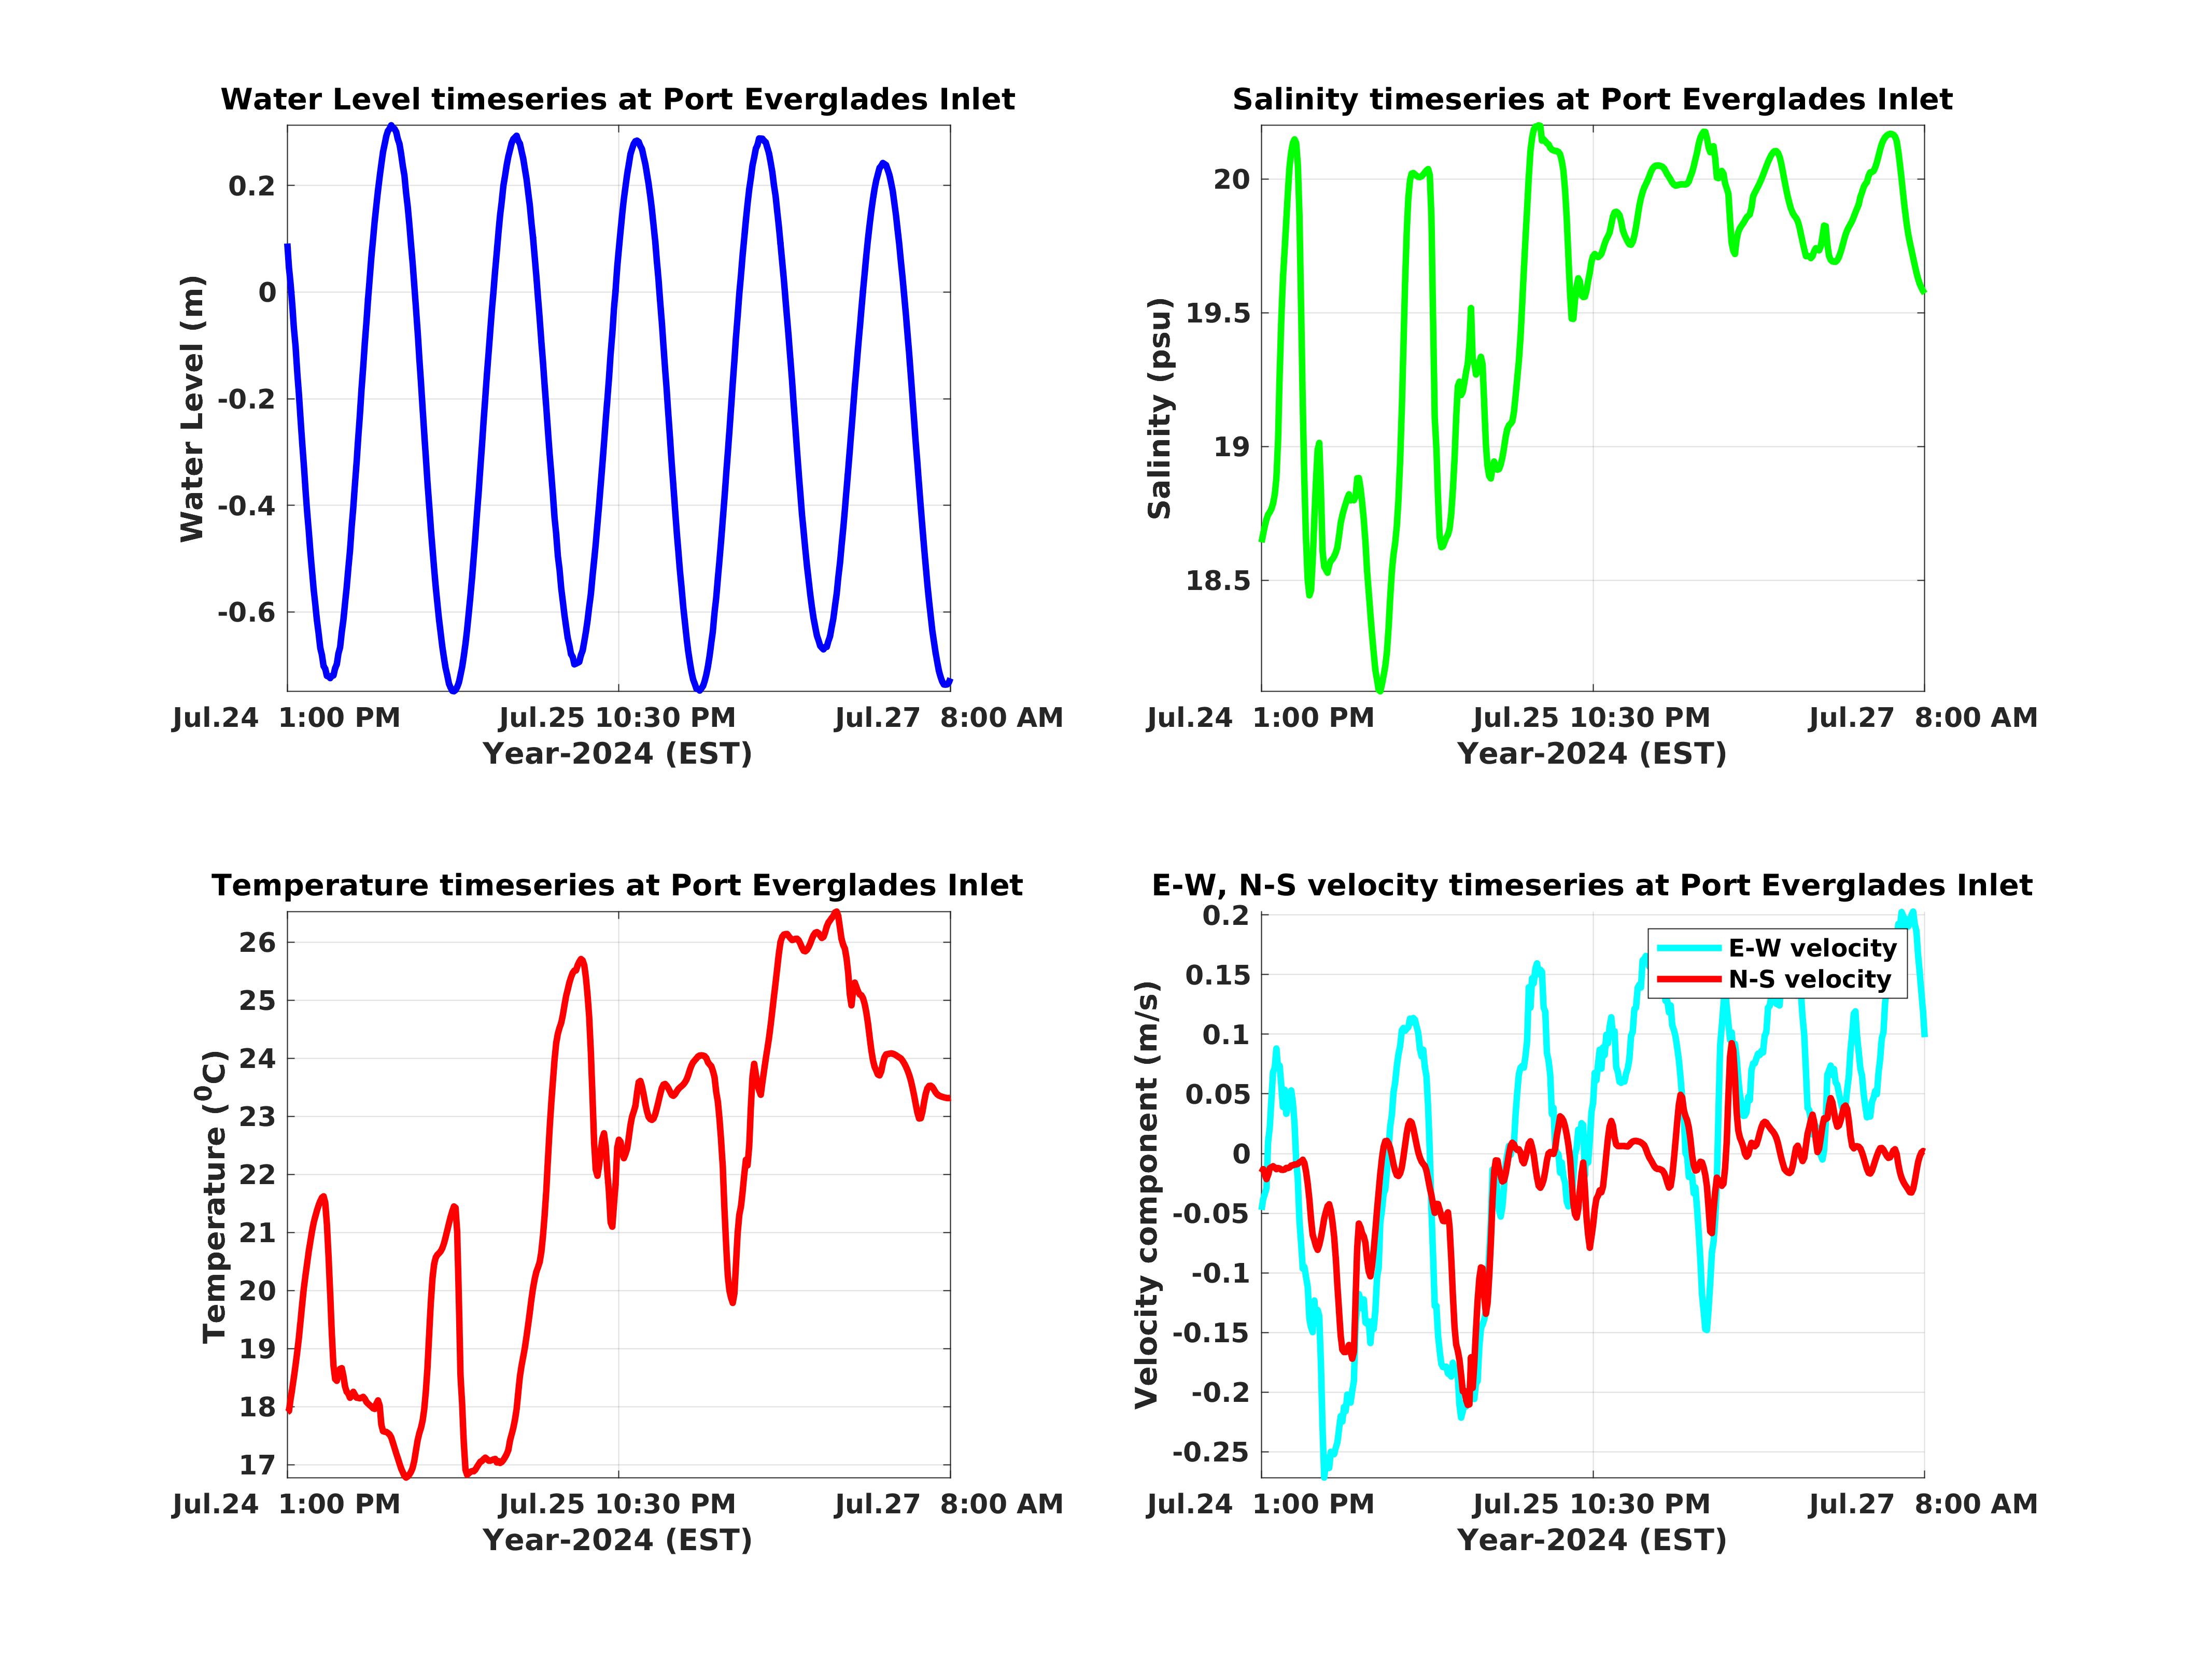 Water Level timeseries at Port Everglades Inlet
Water Level (m)
0.2
0
-0.2
-0.4
-0.6
Jul.24 1:00 PM
Jul.25 10:30 PM
Jul.27 8:00 AM
Year-2024 (EST)
Salinity timeseries at Port Everglades Inlet
Salinity (psu)
20
19.5
19
18.5
Jul.24 1:00 PM
Jul.25 10:30 PM
Jul.27 8:00 AM
Year-2024 (EST)
Temperature timeseries at Port Everglades Inlet
Temperature (⁰C)
26
25
24
23
22
21
20
19
18
17
Jul.24 1:00 PM
Jul.25 10:30 PM
Jul.27 8:00 AM
Year-2024 (EST)
E-W, N-S velocity timeseries at Port Everglades Inlet
Velocity component (m/s)
0.2
0.15
0.1
0.05
0
-0.05
-0.1
-0.15
-0.2
-0.25
E-W velocity
N-S velocity
Jul.24 1:00 PM
Jul.25 10:30 PM
Jul.27 8:00 AM
Year-2024 (EST)